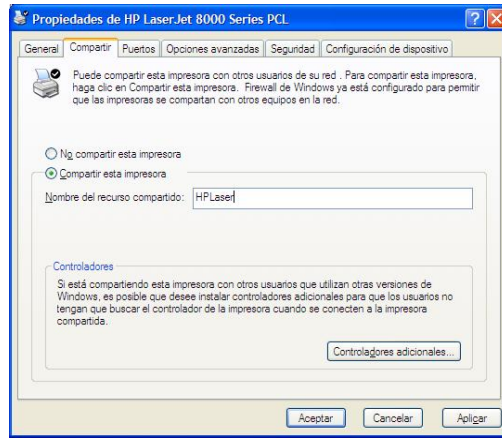 Propiedades de HP LaserJet 8000 Series PCL
General Compartir Puertos Opciones avanzadas Seguridad Configuración de dispositivo
Puede compartir esta impresora con otros usuarios de su red . Para compartir esta impresora,
haga clic en Compartir esta impresora.  Firewall de Windows ya está configurado para permitir
que las impresoras se compartan con otros equipos en la red.
No compartir esta impresora
Compartir esta impresora
Nombre del recurso compartido: HPLaser
Controladores
Si está compartiendo esta impresora con otros usuarios que utilizan otras versiones de
Windows, es posible que desee instalar controladores adicionales para que los usuarios no
tengan que buscar el controlador de la impresora cuando se conecten a la impresora
compartida.
Controladores adicionales...
Aceptar Cancelar Aplicar